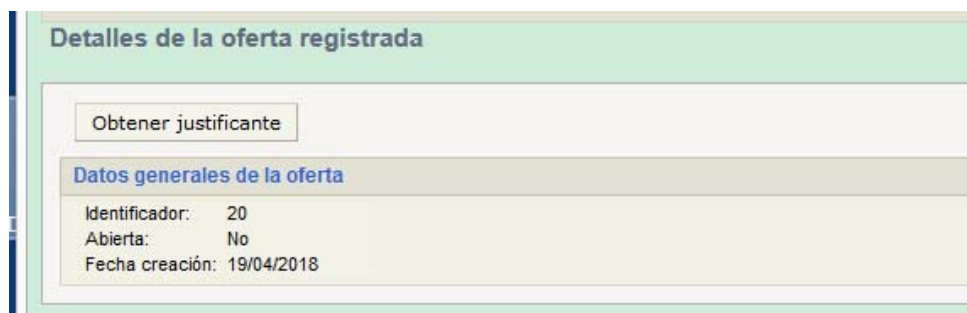 Detalles de la oferta registrada
Obtener justificante
Datos generales de la oferta
Identificador: 20
Abierta: No
Fecha creación: 19/04/2018